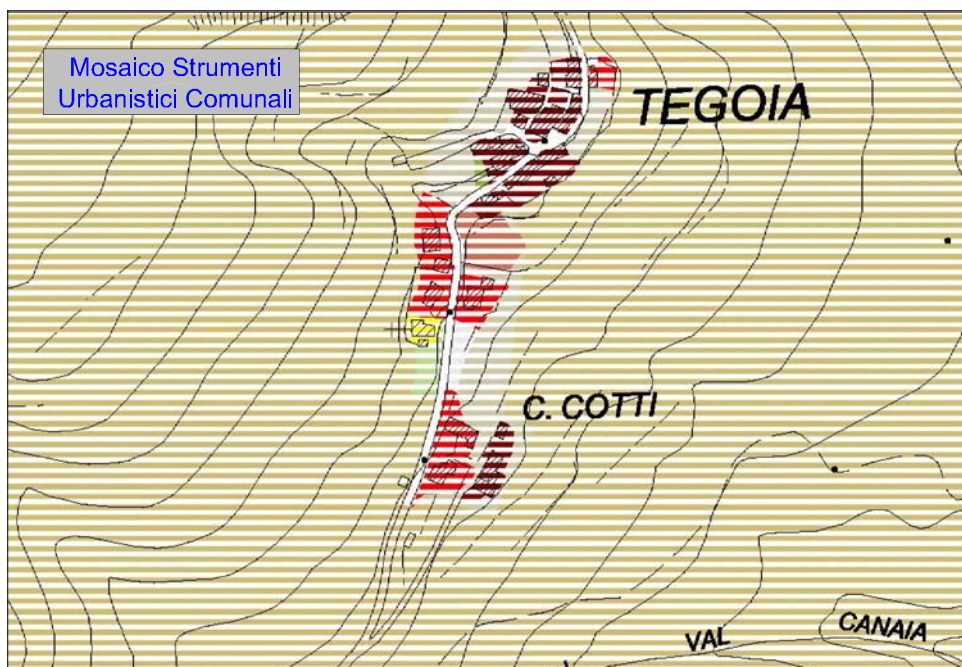 Mosaico Strumenti
Urbanistici Comunali
TEGOIA
C. COTTI
VAL
CANAIA